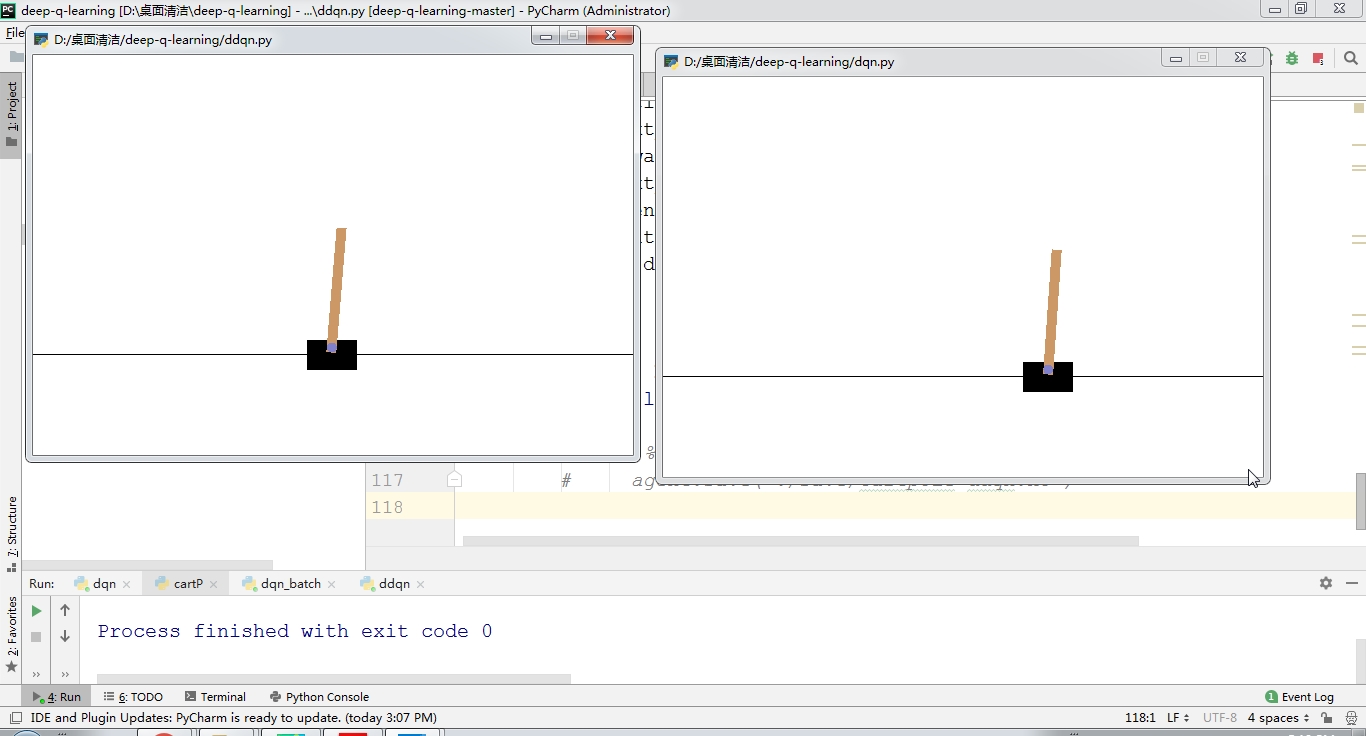 deep-q-learning [D:\桌面清洁\deep-q-learning] - ...\ddqn.py [deep-q-learning-master] - PyCharm (Administrator)
File
D:/桌面清洁/deep-q-learning/ddqn.py
D:/桌面清洁/deep-q-learning/dqn.py
1: Project
117
#
118
7: Structure
2: Favorites
Run:
dqn
cartP
dqn_batch
ddqn
Process finished with exit code 0
4: Run
6: TODO
Terminal
Python Console
1 Event Log
IDE and Plugin Updates: PyCharm is ready to update. (today 3:07 PM)
118:1
LF
UTF-8
4 spaces